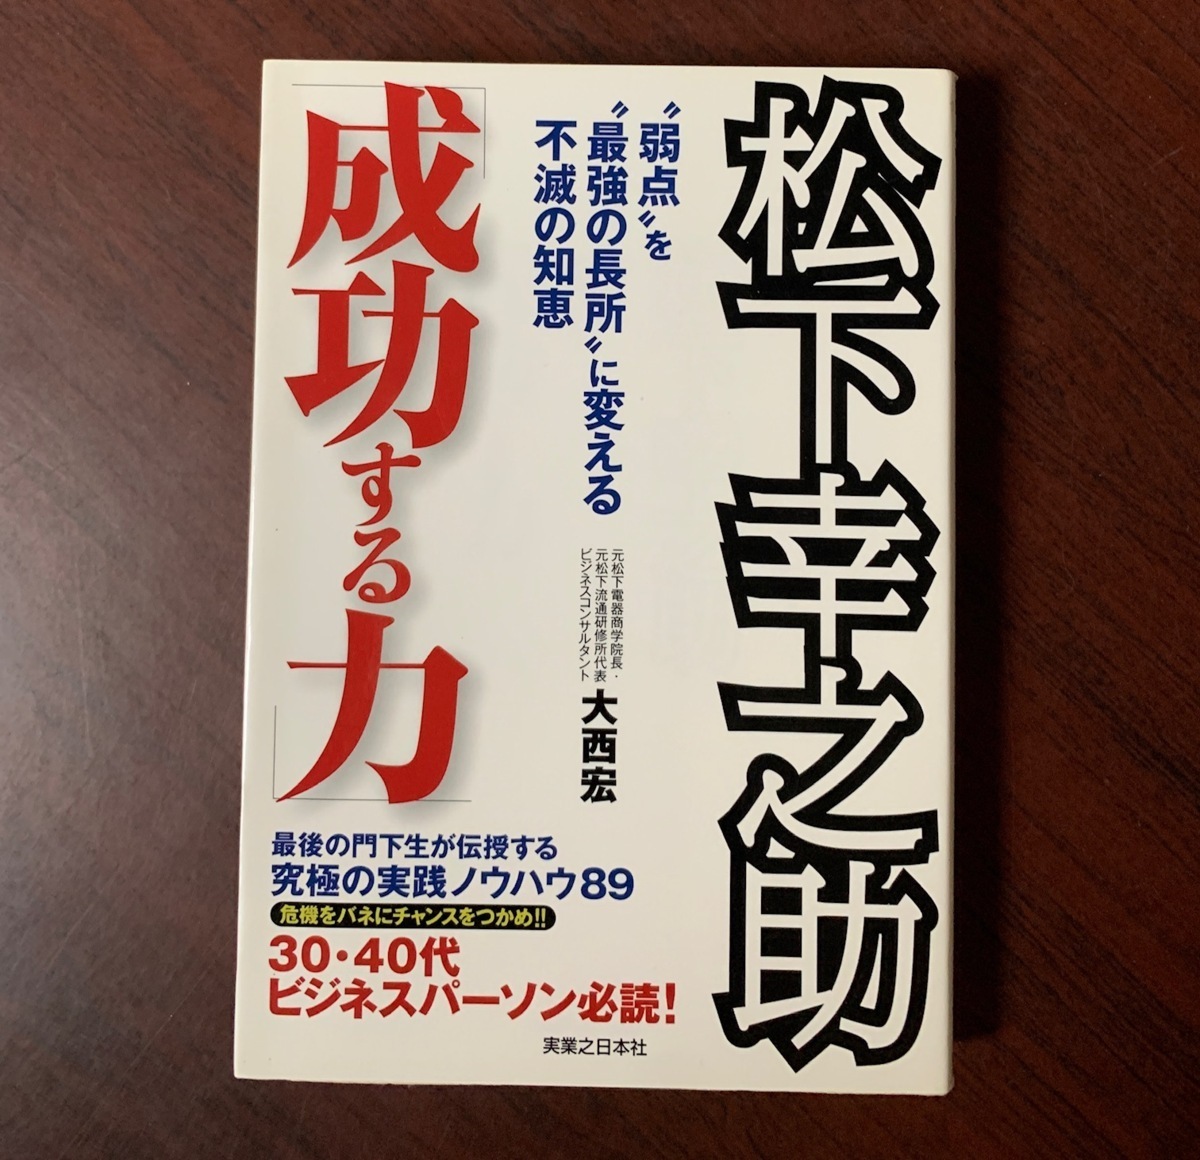 松下幸之助
〝弱点〟を
〝最強の長所〟に変える
不滅の知恵
元松下電器商学院長・
元松下流通研修所代表
ビジネスコンサルタント
大西宏
「成功する力」
最後の門下生が伝授する
究極の実践ノウハウ89
危機をバネにチャンスをつかめ!!
30・40代
ビジネスパーソン必読!
実業之日本社